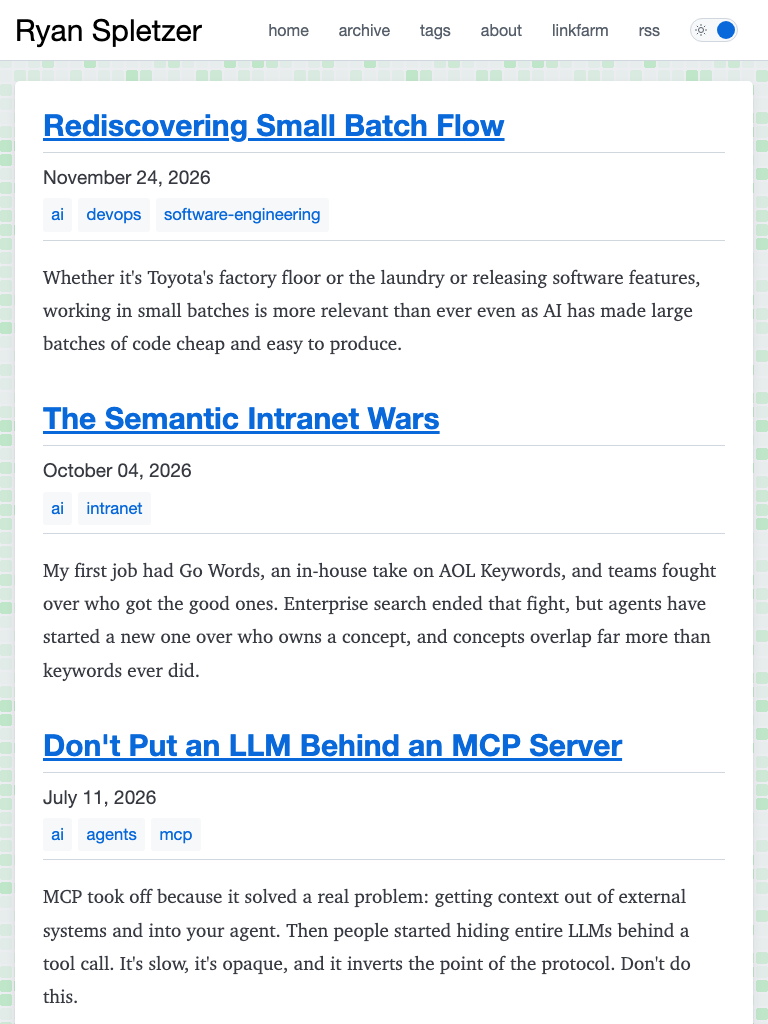 Ryan Spletzer
home archive tags about linkfarm rss
Rediscovering Small Batch Flow
November 24, 2026
ai devops software-engineering
Whether it's Toyota's factory floor or the laundry or releasing software features,
working in small batches is more relevant than ever even as AI has made large
batches of code cheap and easy to produce.
The Semantic Intranet Wars
October 04, 2026
ai intranet
My first job had Go Words, an in-house take on AOL Keywords, and teams fought
over who got the good ones. Enterprise search ended that fight, but agents have
started a new one over who owns a concept, and concepts overlap far more than
keywords ever did.
Don't Put an LLM Behind an MCP Server
July 11, 2026
ai agents mcp
MCP took off because it solved a real problem: getting context out of external
systems and into your agent. Then people started hiding entire LLMs behind a
tool call. It's slow, it's opaque, and it inverts the point of the protocol. Don't do
this.